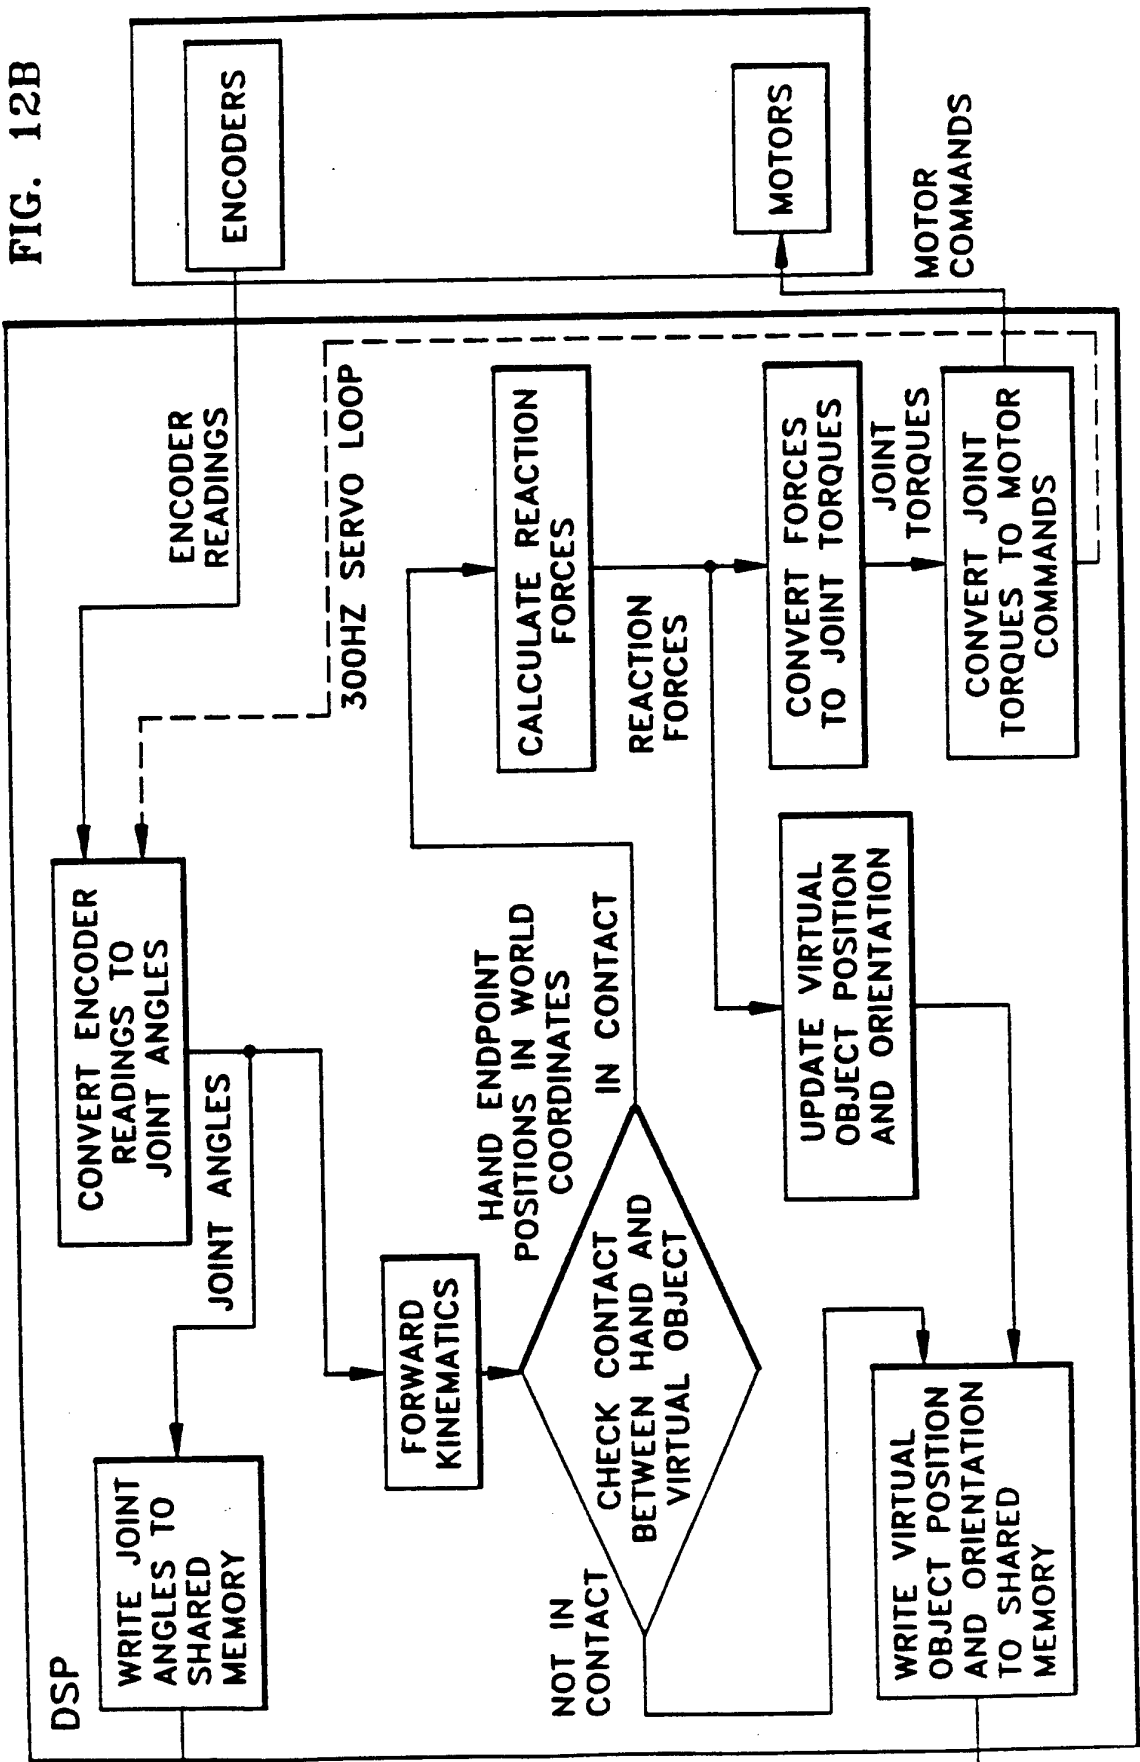 FIG. 12B
DSP
WRITE JOINT
ANGLES TO
SHARED
MEMORY
CONVERT ENCODER
READINGS TO
JOINT ANGLES
ENCODER
READINGS
ENCODERS
JOINT ANGLES
300HZ SERVO LOOP
FORWARD
KINEMATICS
HAND ENDPOINT
POSITIONS IN WORLD
COORDINATES
CHECK CONTACT
BETWEEN HAND AND
VIRTUAL OBJECT
IN CONTACT
NOT IN
CONTACT
CALCULATE REACTION
FORCES
REACTION
FORCES
CONVERT FORCES
TO JOINT TORQUES
JOINT
TORQUES
CONVERT JOINT
TORQUES TO MOTOR
COMMANDS
MOTOR
COMMANDS
MOTORS
UPDATE VIRTUAL
OBJECT POSITION
AND ORIENTATION
WRITE VIRTUAL
OBJECT POSITION
AND ORIENTATION
TO SHARED
MEMORY